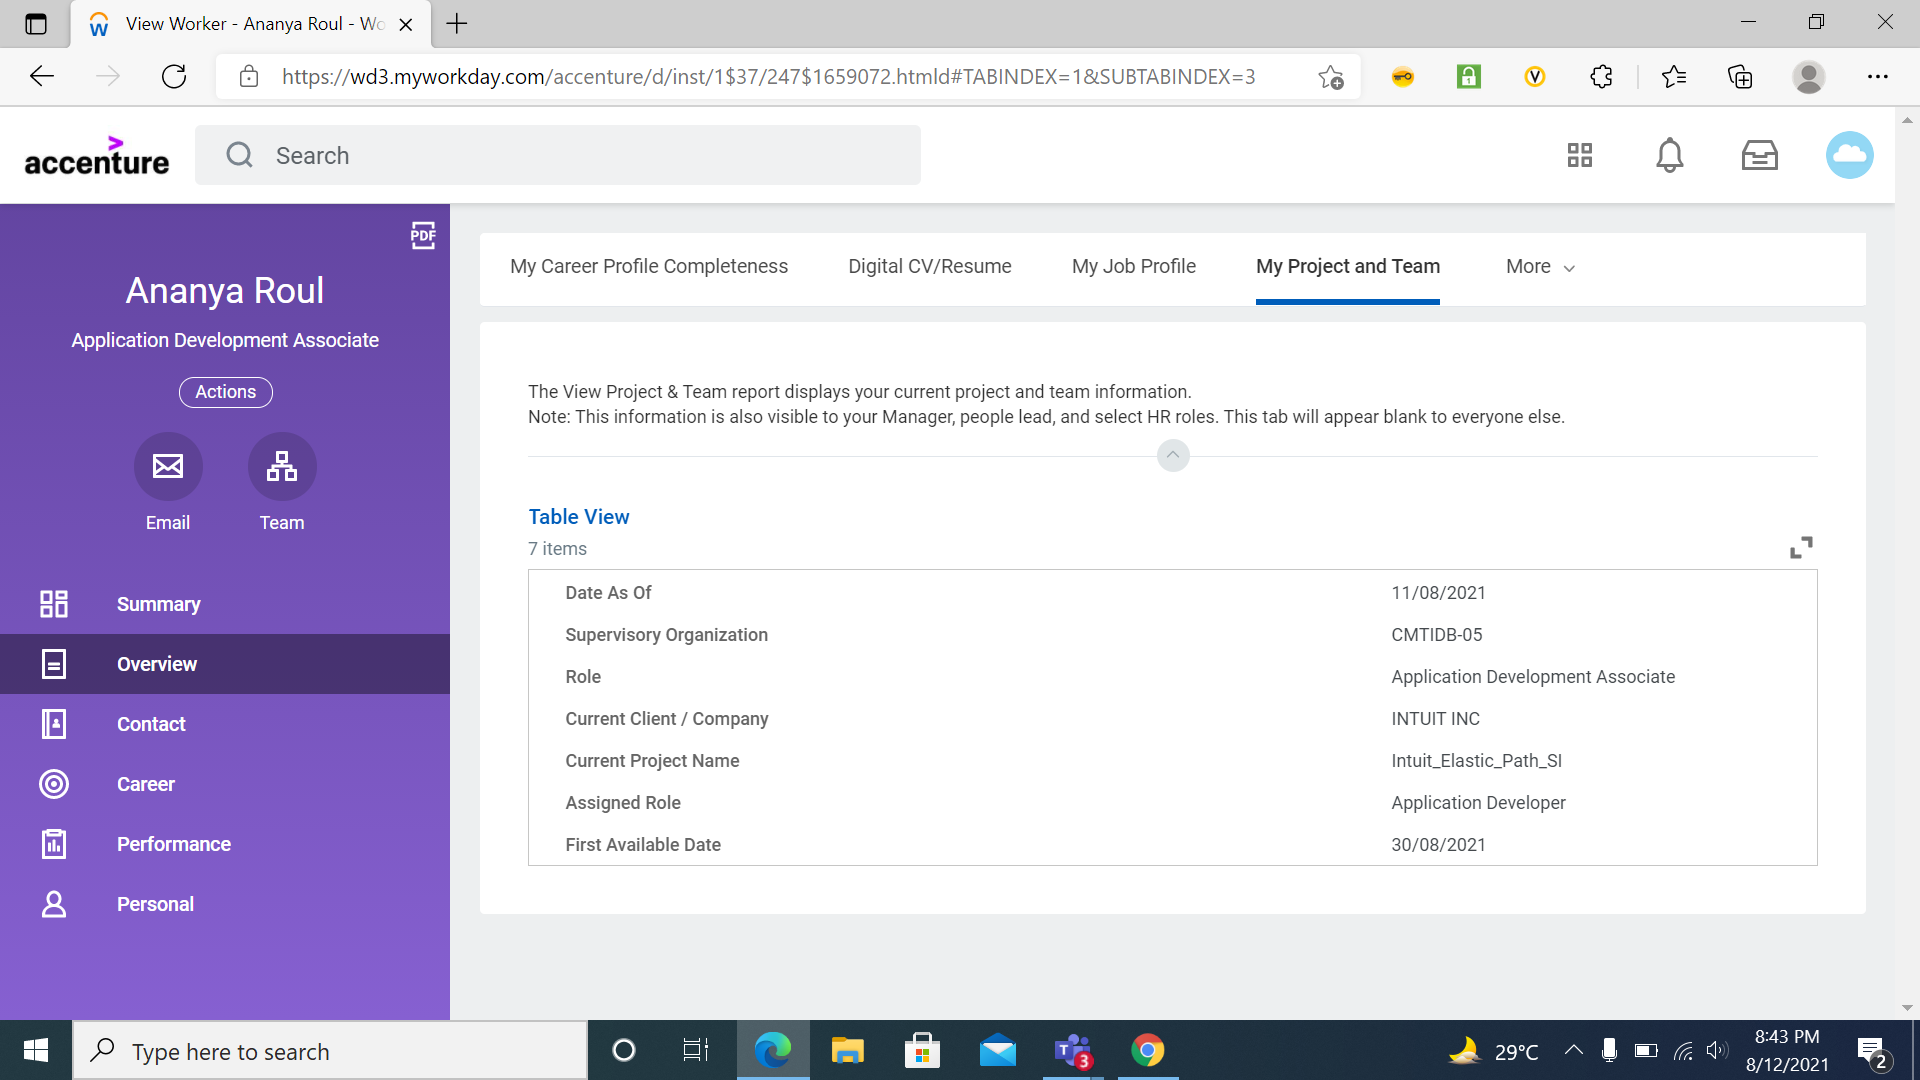 View Worker - Ananya Roul - Wo
https://wd3.myworkday.com/accenture/d/inst/1$37/247$1659072.htmld#TABINDEX=1&SUBTABINDEX=3
accenture
Search
PDF
Ananya Roul
Application Development Associate
Actions
Email
Team
Summary
Overview
Contact
Career
Performance
Personal
My Career Profile Completeness
Digital CV/Resume
My Job Profile
My Project and Team
More
The View Project & Team report displays your current project and team information.
Note: This information is also visible to your Manager, people lead, and select HR roles. This tab will appear blank to everyone else.
Table View
7 items
Date As Of 11/08/2021
Supervisory Organization CMTIDB-05
Role Application Development Associate
Current Client / Company INTUIT INC
Current Project Name Intuit_Elastic_Path_SI
Assigned Role Application Developer
First Available Date 30/08/2021
Type here to search
3
29°C
8:43 PM
8/12/2021
2